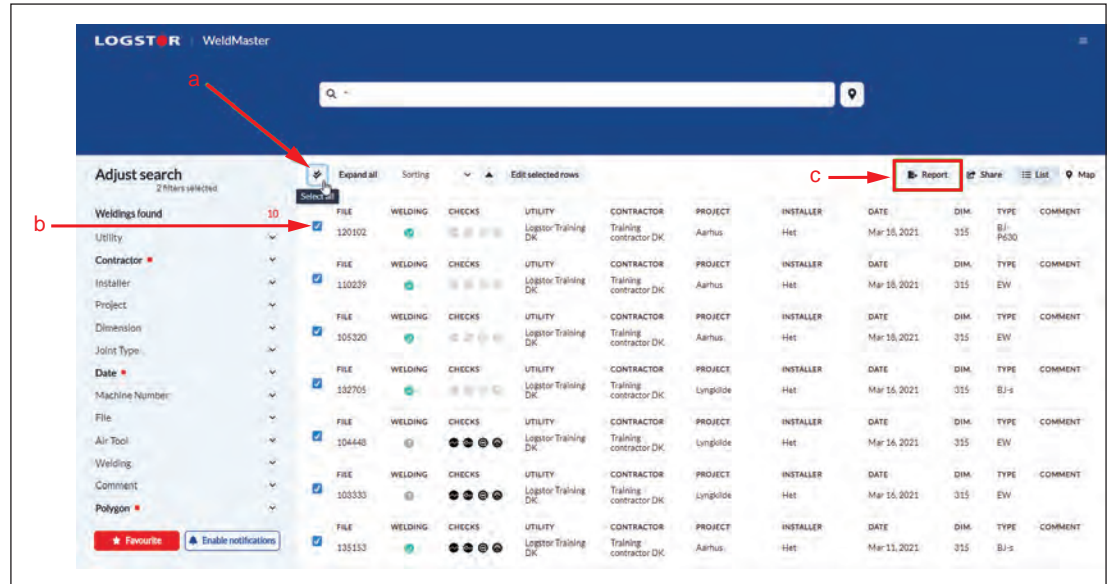 LOGSTOR WeldMaster
a
Adjust search
2 filters selected
Expand all Sorting Edit selected rows
c
Report Share List Map
Select all
b
Weldings found 10
Utility
Contractor
Installer
Project
Dimension
Joint Type
Date
Machine Number
File
Air Tool
Welding
Comment
Polygon
Favourite Enable notifications
FILE WELDING CHECKS UTILITY CONTRACTOR PROJECT INSTALLER DATE DIM. TYPE COMMENT
120102 Logstor Training DK Training contractor DK Aarhus Het Mar 18, 2021 315 BJ-P630
FILE WELDING CHECKS UTILITY CONTRACTOR PROJECT INSTALLER DATE DIM. TYPE COMMENT
110239 Logstor Training DK Training contractor DK Aarhus Het Mar 18, 2021 315 EW
FILE WELDING CHECKS UTILITY CONTRACTOR PROJECT INSTALLER DATE DIM. TYPE COMMENT
105320 Logstor Training DK Training contractor DK Aarhus Het Mar 18, 2021 315 EW
FILE WELDING CHECKS UTILITY CONTRACTOR PROJECT INSTALLER DATE DIM. TYPE COMMENT
132705 Logstor Training DK Training contractor DK Lyngkilde Het Mar 16, 2021 315 BJ-s
FILE WELDING CHECKS UTILITY CONTRACTOR PROJECT INSTALLER DATE DIM. TYPE COMMENT
104448 Logstor Training DK Training contractor DK Lyngkilde Het Mar 16, 2021 315 EW
FILE WELDING CHECKS UTILITY CONTRACTOR PROJECT INSTALLER DATE DIM. TYPE COMMENT
103333 Logstor Training DK Training contractor DK Lyngkilde Het Mar 16, 2021 315 EW
FILE WELDING CHECKS UTILITY CONTRACTOR PROJECT INSTALLER DATE DIM. TYPE COMMENT
135153 Logstor Training DK Training contractor DK Aarhus Het Mar 11, 2021 315 BJ-s